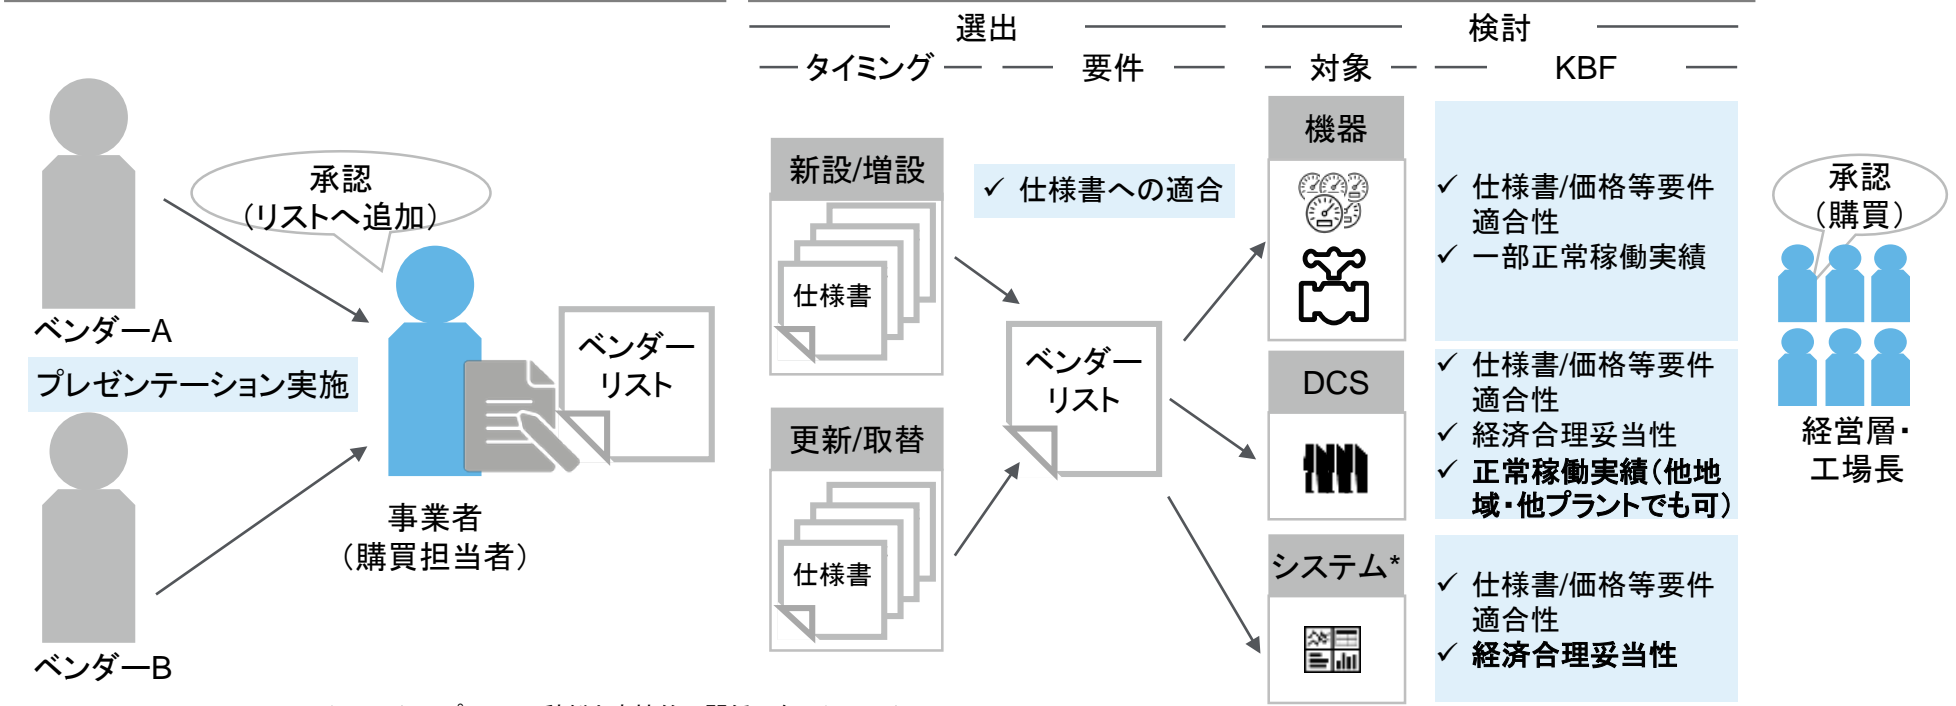 承認
（リストへ追加）
ベンダーA
プレゼンテーション実施
ベンダーB
事業者
（購買担当者）
ベンダー
リスト
選出
タイミング
要件
新設/増設
仕様書
更新/取替
仕様書
✓ 仕様書への適合
ベンダー
リスト
検討
対象
KBF
機器
✓ 仕様書/価格等要件
適合性
✓ 一部正常稼働実績
DCS
✓ 仕様書/価格等要件
適合性
✓ 経済合理妥当性
✓ 正常稼働実績（他地
域・他プラントでも可）
システム*
✓ 仕様書/価格等要件
適合性
✓ 経済合理妥当性
承認
（購買）
経営層・
工場長